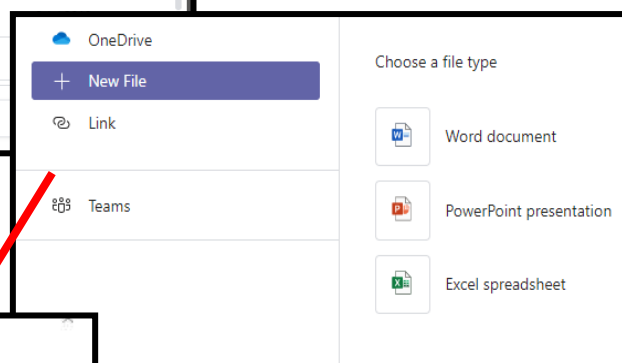 OneDrive
New File
Link
Teams
Choose a file type
Word document
PowerPoint presentation
Excel spreadsheet